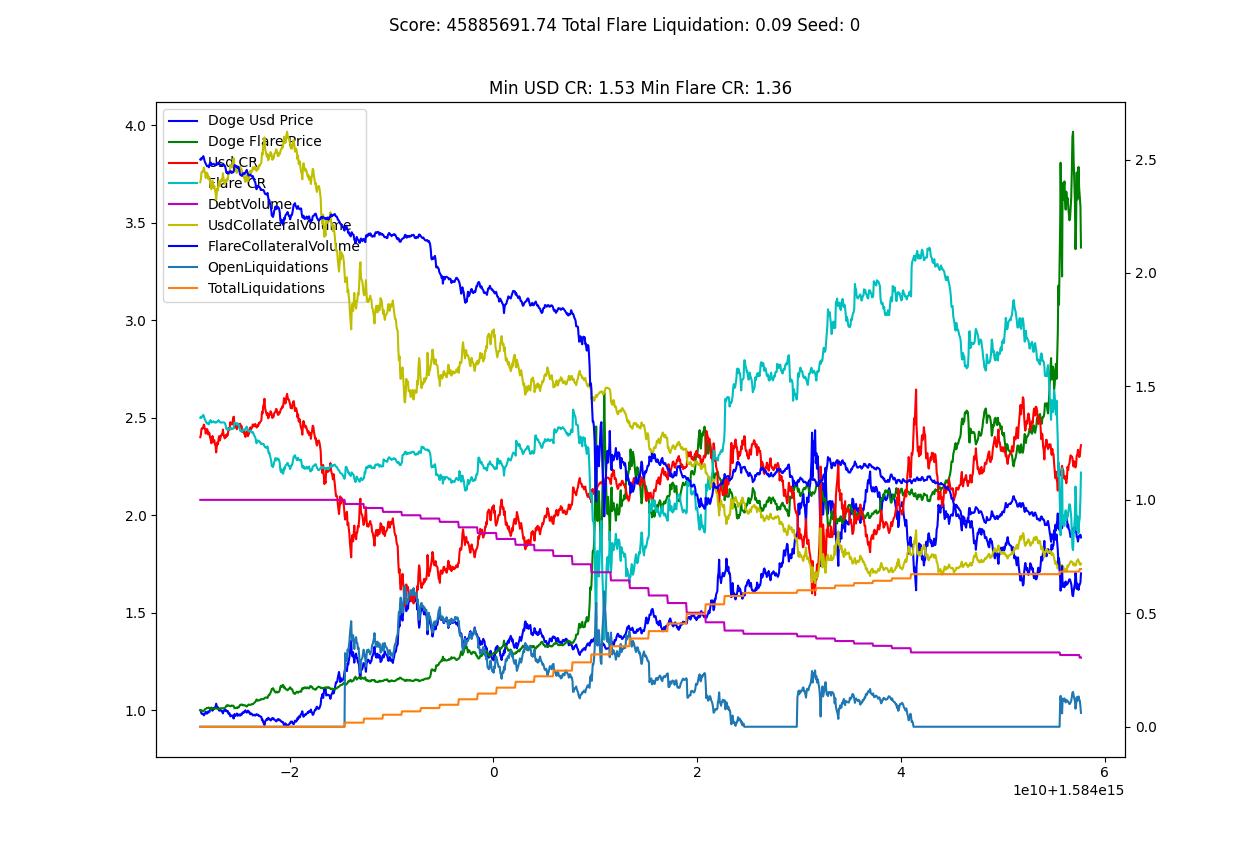 Score: 45885691.74 Total Flare Liquidation: 0.09 Seed: 0
Min USD CR: 1.53 Min Flare CR: 1.36
Doge Usd Price
Doge Flare Price
Usd CR
Flare CR
DebtVolume
UsdCollateralVolume
FlareCollateralVolume
OpenLiquidations
TotalLiquidations
4.0
3.5
3.0
2.5
2.0
1.5
1.0
2.5
2.0
1.5
1.0
0.5
0.0
−2
0
2
4
6
1e10+1.584e15